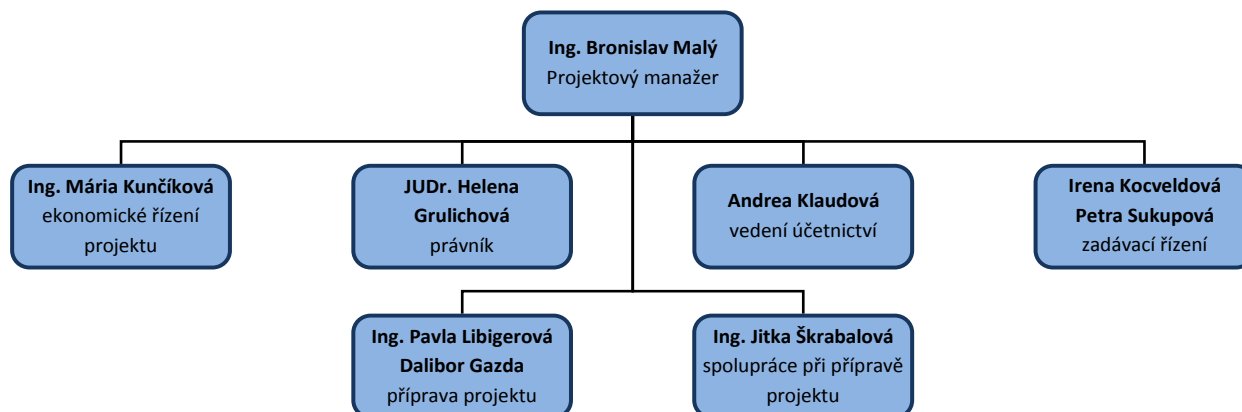 Ing. Bronislav Malý
Projektový manažer
Ing. Mária Kunčíková
ekonomické řízení
projektu
JUDr. Helena
Grulichová
právník
Andrea Klaudová
vedení účetnictví
Irena Kocveldová
Petra Sukupová
zadávací řízení
Ing. Pavla Libigerová
Dalibor Gazda
příprava projektu
Ing. Jitka Škrabalová
spolupráce při přípravě
projektu